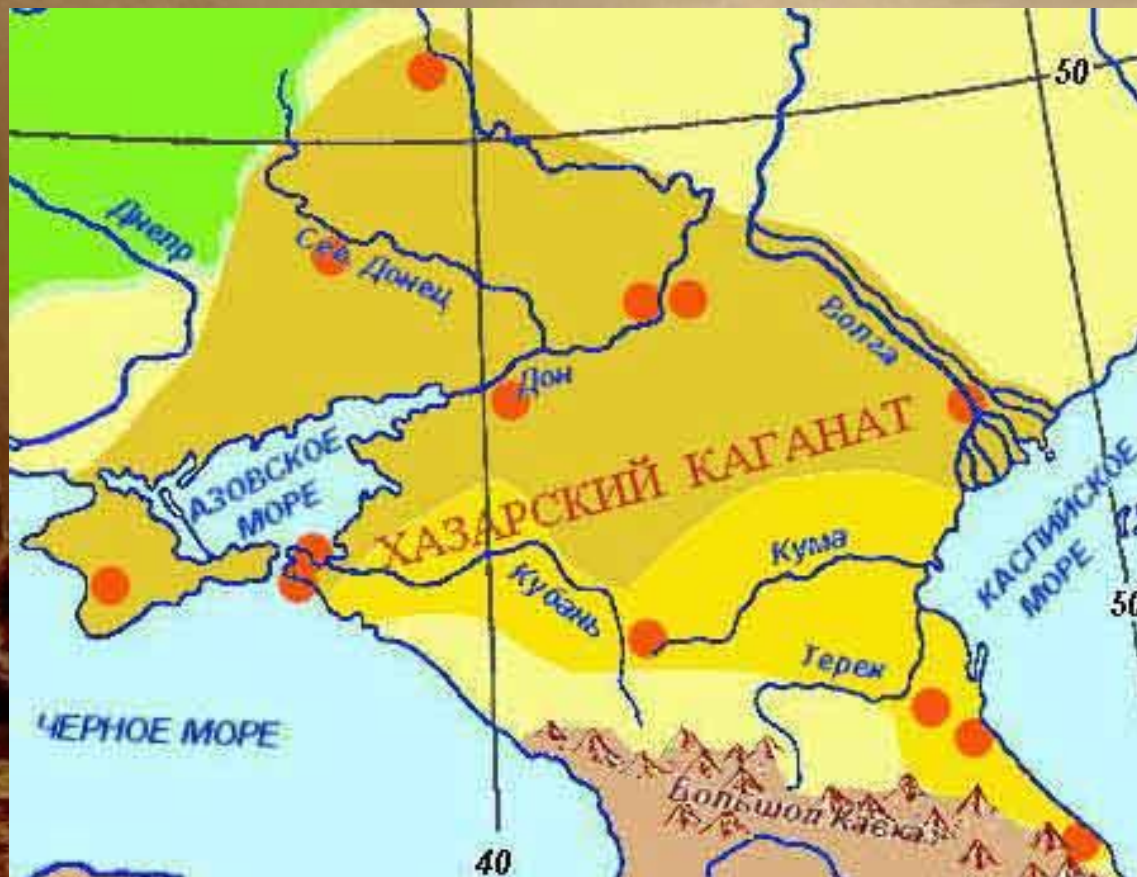 50
Днепр
Сев. Донец
Волга
Дон
АЗОВСКОЕ
МОРЕ
ХАЗАРСКИЙ КАГАНАТ
Кума
Кубань
КАСПИЙСКОЕ
МОРЕ
50
Терек
ЧЕРНОЕ МОРЕ
Большой Кавказ
40